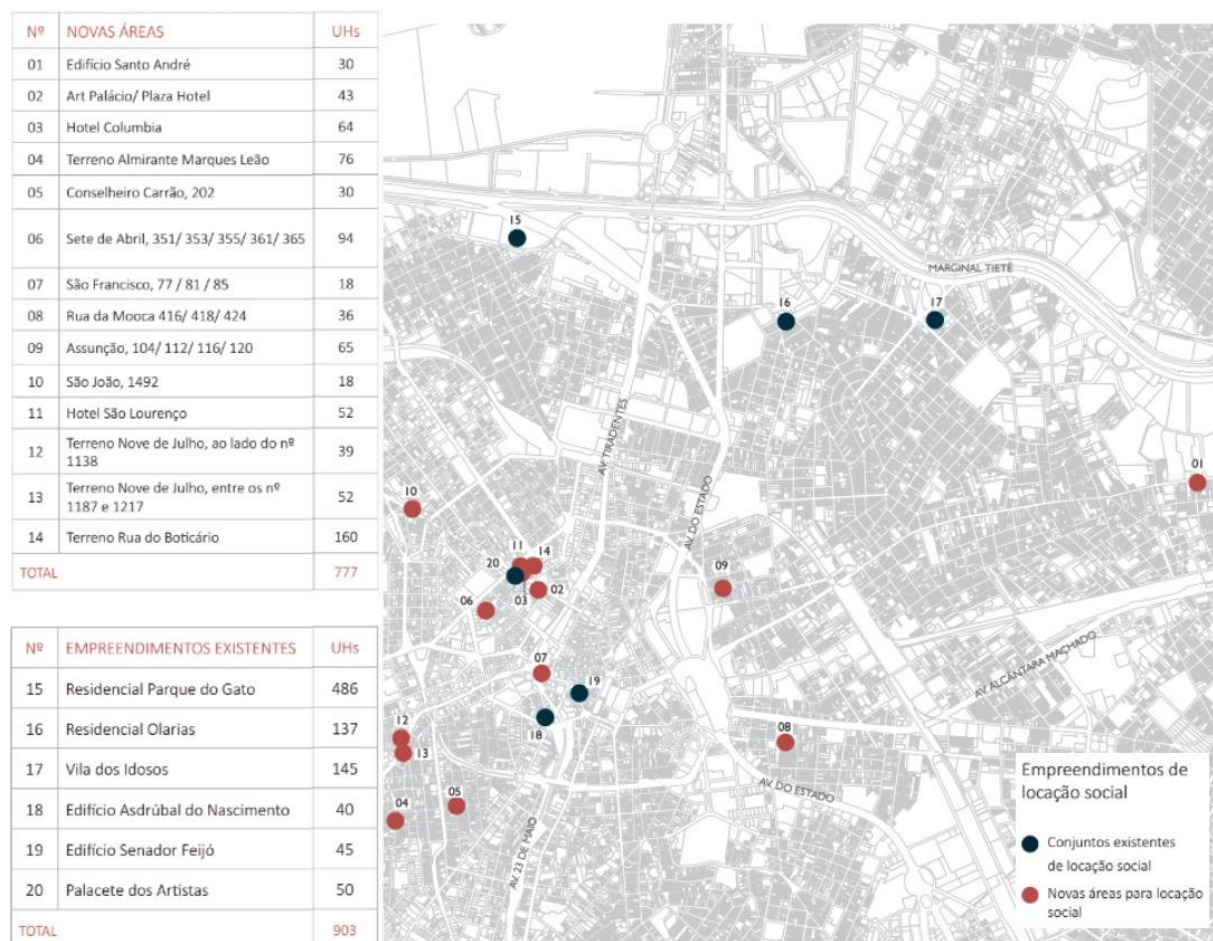 Nº NOVAS ÁREAS UHs
01 Edifício Santo André 30
02 Art Palácio/ Plaza Hotel 43
03 Hotel Columbia 64
04 Terreno Almirante Marques Leão 76
05 Conselheiro Carrão, 202 30
06 Sete de Abril, 351/ 353/ 355/ 361/ 365 94
07 São Francisco, 77 / 81 / 85 18
08 Rua da Mooca 416/ 418/ 424 36
09 Assunção, 104/ 112/ 116/ 120 65
10 São João, 1492 18
11 Hotel São Lourenço 52
12 Terreno Nove de Julho, ao lado do nº
1138 39
13 Terreno Nove de Julho, entre os nº
1187 e 1217 52
14 Terreno Rua do Boticário 160
TOTAL 777
Nº EMPREENDIMENTOS EXISTENTES UHs
15 Residencial Parque do Gato 486
16 Residencial Olarias 137
17 Vila dos Idosos 145
18 Edifício Asdrúbal do Nascimento 40
19 Edifício Senador Feijó 45
20 Palacete dos Artistas 50
TOTAL 903
15
MARGINAL TIETÊ
16
17
AV. TIRADENTES
AV. DO ESTADO
01
10
11
14
20
03
02
09
06
07
19
18
AV. ALCÂNTARA MACHADO
12
13
08
05
04
AV. DO ESTADO
AV. 23 DE MAIO
Empreendimentos de
locação social
Conjuntos existentes
de locação social
Novas áreas para locação
social